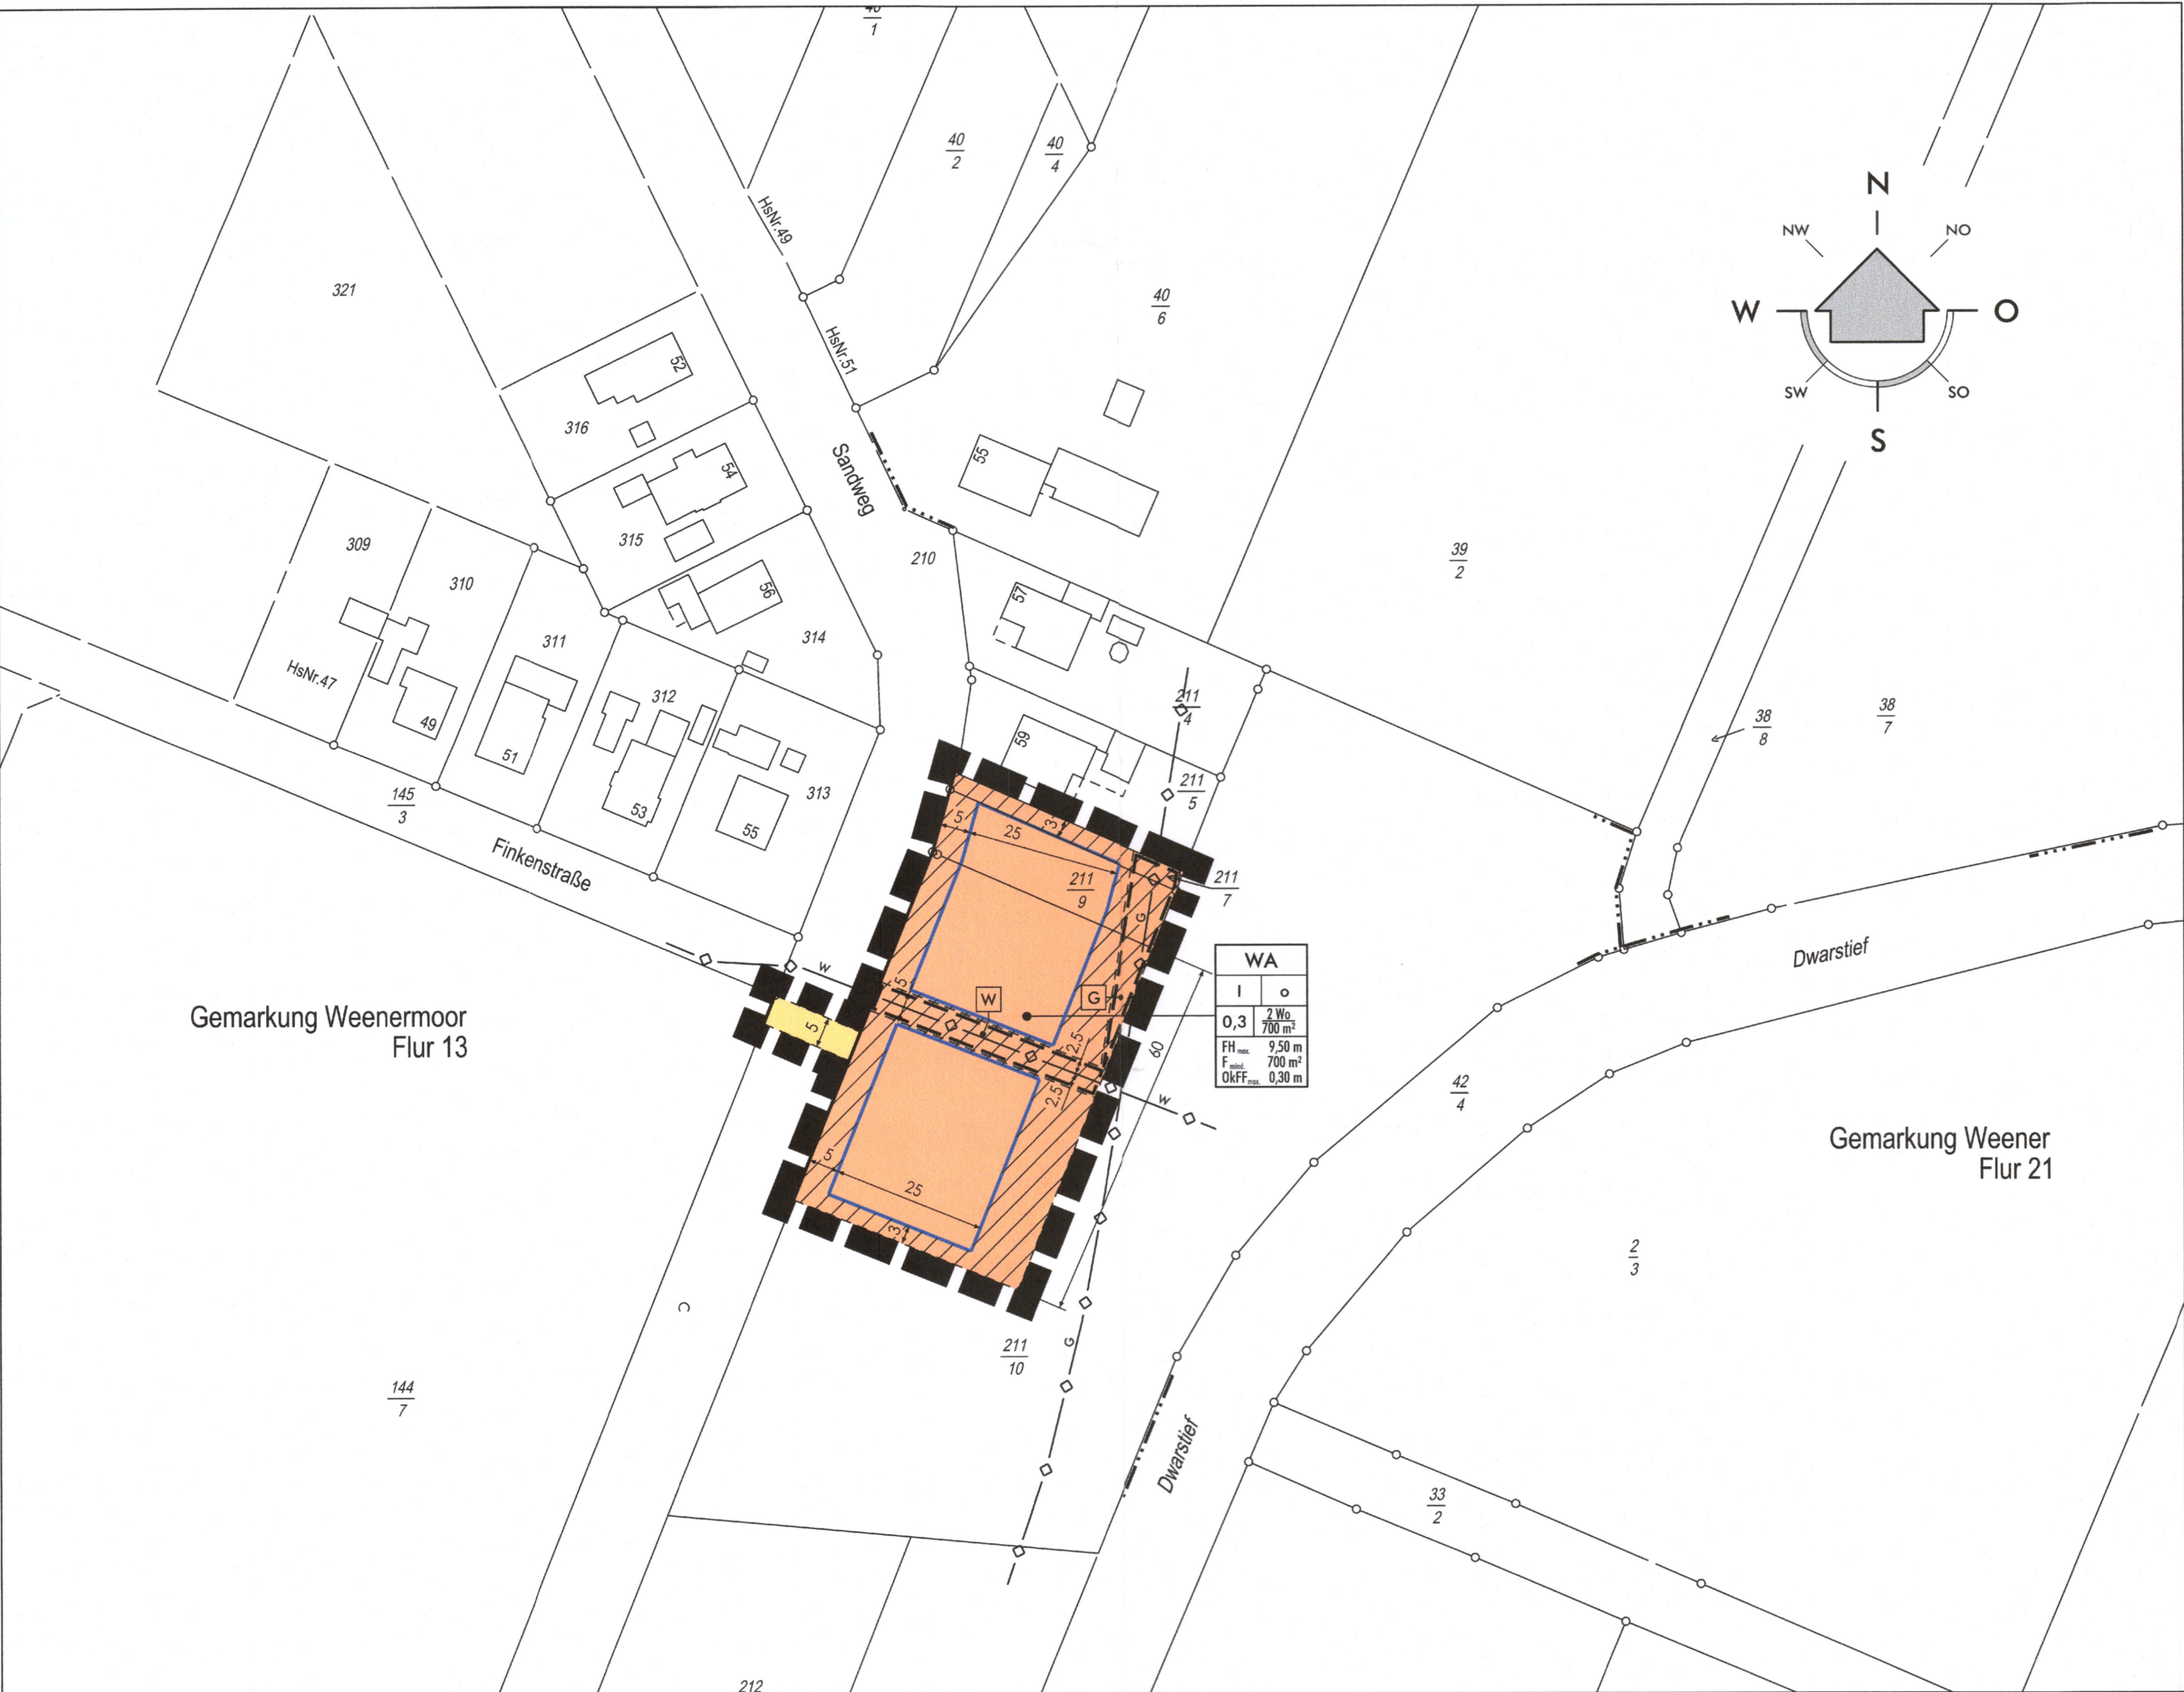 40
1
40
2
40
4
HsNr.49
N
NW
NO
W
O
SW
SO
S
321
40
6
HsNr.51
52
316
Sandweg
55
54
315
309
310
210
39
2
56
57
311
314
HsNr.47
312
49
51
53
313
55
211
4
59
211
5
38
8
38
7
145
3
Finkenstraße
5
25
3
211
9
211
7
G
Dwarstief
W
5
W
G
WA
I
o
0,3
2 Wo
700 m²
FH max. 9,50 m
F mind. 700 m²
OkFF max. 0,30 m
Gemarkung Weenermoor
Flur 13
5
2,5
60
2,5
W
42
4
Gemarkung Weener
Flur 21
5
25
3
2
3
C
G
211
10
144
7
Dwarstief
33
2
212